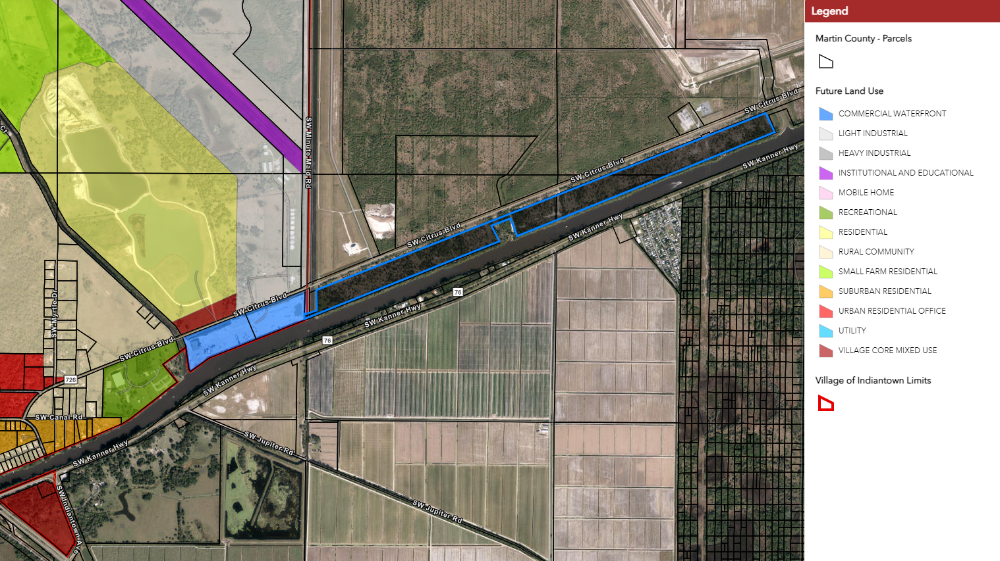 Legend
Martin County - Parcels
Future Land Use
COMMERCIAL WATERFRONT
LIGHT INDUSTRIAL
HEAVY INDUSTRIAL
INSTITUTIONAL AND EDUCATIONAL
MOBILE HOME
RECREATIONAL
RESIDENTIAL
RURAL COMMUNITY
SMALL FARM RESIDENTIAL
SUBURBAN RESIDENTIAL
URBAN RESIDENTIAL OFFICE
UTILITY
VILLAGE CORE MIXED USE
Village of Indiantown Limits
SW Citrus Blvd
Ct
SW Minute Maid Rd
SW Kanner Hwy
SW Citrus Blvd
SW Citrus Blvd
SW Kanner Hwy
SW Citrus Blvd
76
SW Myrtle Dr
SW Kanner Hwy
76
SW Citrus Blvd
726
SW Kanner Hwy
SW Canal Rd
SW Kanner Hwy
SW Jupiter Rd
SW Indiantown Ave
SW Jupiter Rd